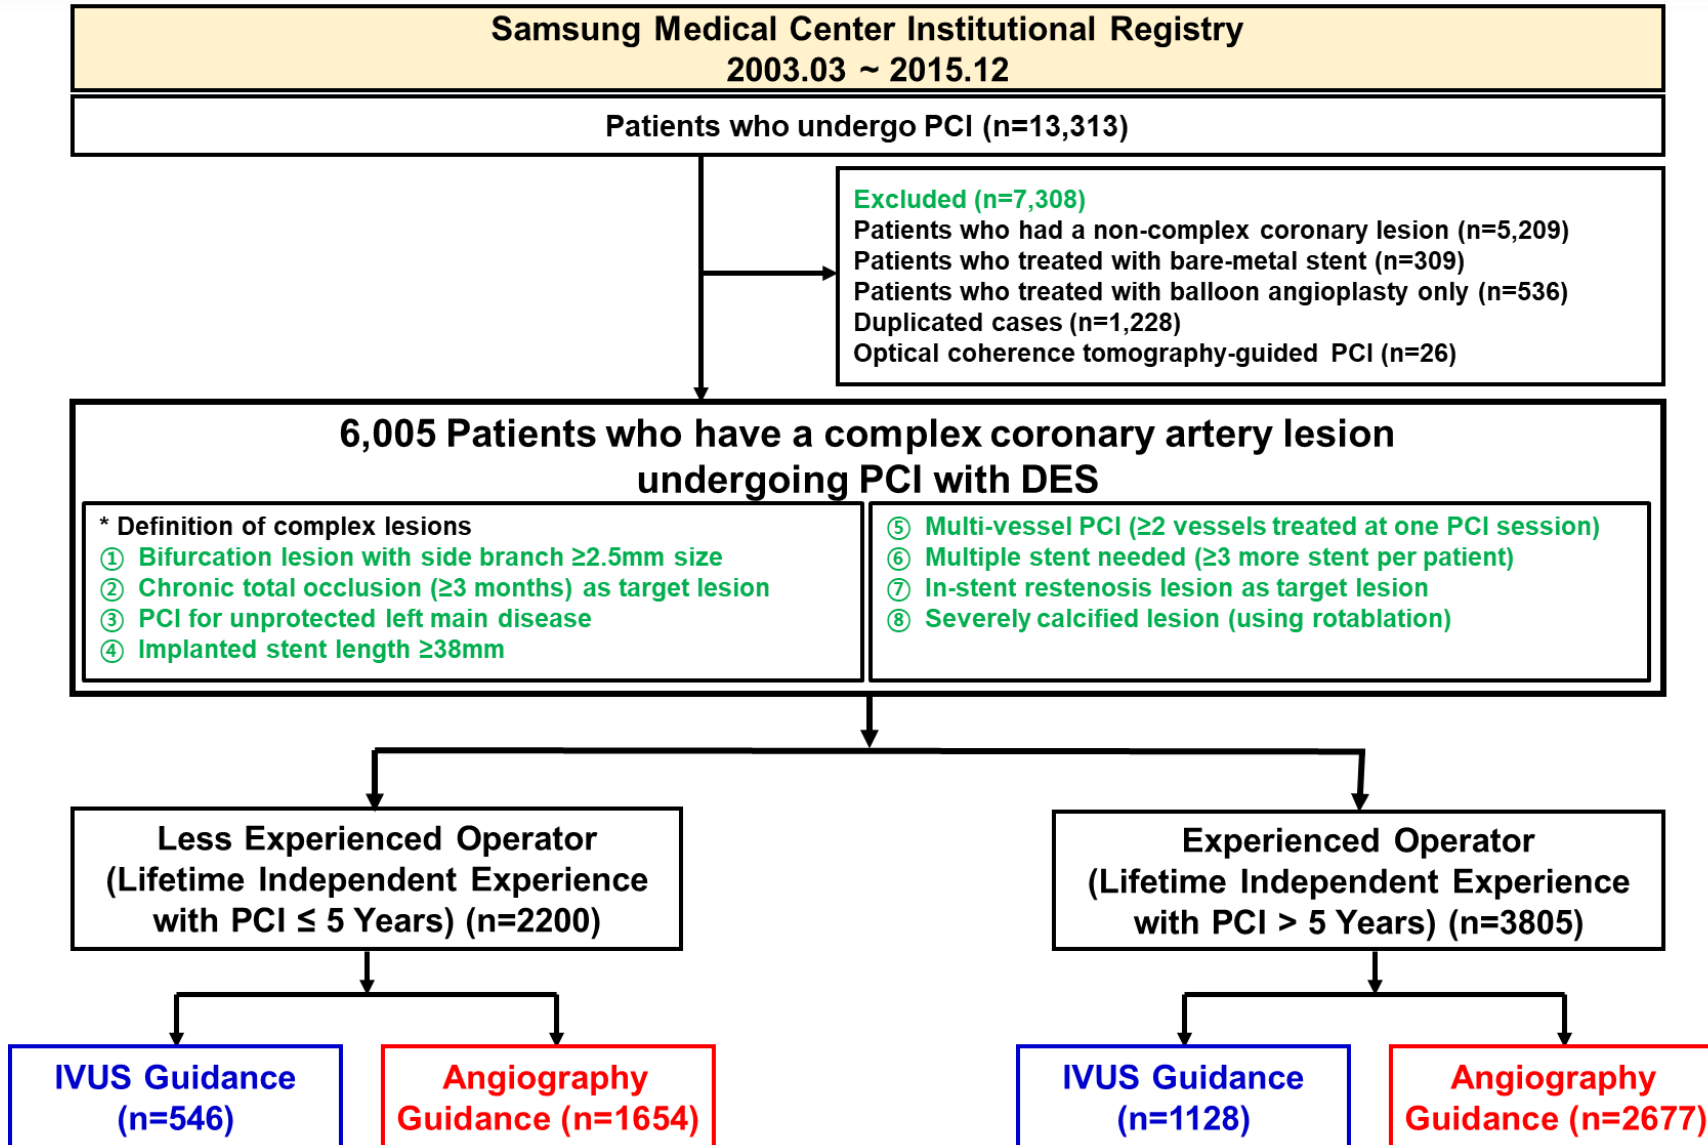 Samsung Medical Center Institutional Registry
2003.03 ~ 2015.12
Patients who undergo PCI (n=13,313)
Excluded (n=7,308)
Patients who had a non-complex coronary lesion (n=5,209)
Patients who treated with bare-metal stent (n=309)
Patients who treated with balloon angioplasty only (n=536)
Duplicated cases (n=1,228)
Optical coherence tomography-guided PCI (n=26)
6,005 Patients who have a complex coronary artery lesion
undergoing PCI with DES
* Definition of complex lesions
① Bifurcation lesion with side branch ≥2.5mm size
② Chronic total occlusion (≥3 months) as target lesion
③ PCI for unprotected left main disease
④ Implanted stent length ≥38mm
⑤ Multi-vessel PCI (≥2 vessels treated at one PCI session)
⑥ Multiple stent needed (≥3 more stent per patient)
⑦ In-stent restenosis lesion as target lesion
⑧ Severely calcified lesion (using rotablation)
Less Experienced Operator
(Lifetime Independent Experience
with PCI ≤ 5 Years) (n=2200)
Experienced Operator
(Lifetime Independent Experience
with PCI > 5 Years) (n=3805)
IVUS Guidance
(n=546)
Angiography
Guidance (n=1654)
IVUS Guidance
(n=1128)
Angiography
Guidance (n=2677)